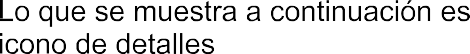 Lo que se muestra a continuación es
icono de detalles